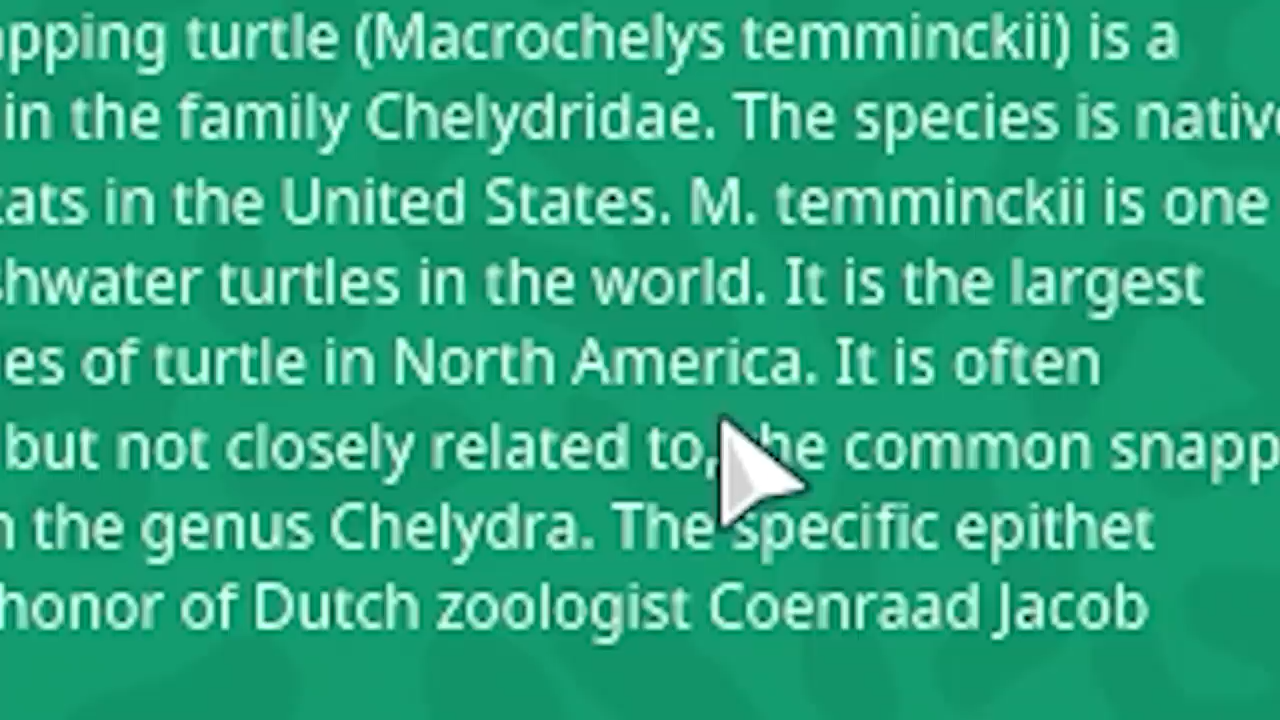 pping turtle (Macrochelys temminckii) is a
in the family Chelydridae. The species is nativ
ats in the United States. M. temminckii is one
hwater turtles in the world. It is the largest
es of turtle in North America. It is often
but not closely related to, the common snapp
the genus Chelydra. The specific epithet
honor of Dutch zoologist Coenraad Jacob